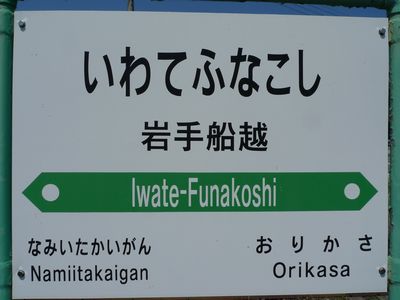 いわてふなこし
岩手船越
Iwate-Funakoshi
なみいたかいがん
Namiitakaigan
おりかさ
Orikasa